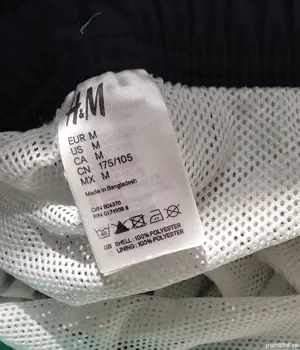 H&M
EUR M
US M
CA M
CN 175/105
MX M
Made in Bangladesh
GB SHELL: 100% POLYESTER
LINING: 100% POLYESTER